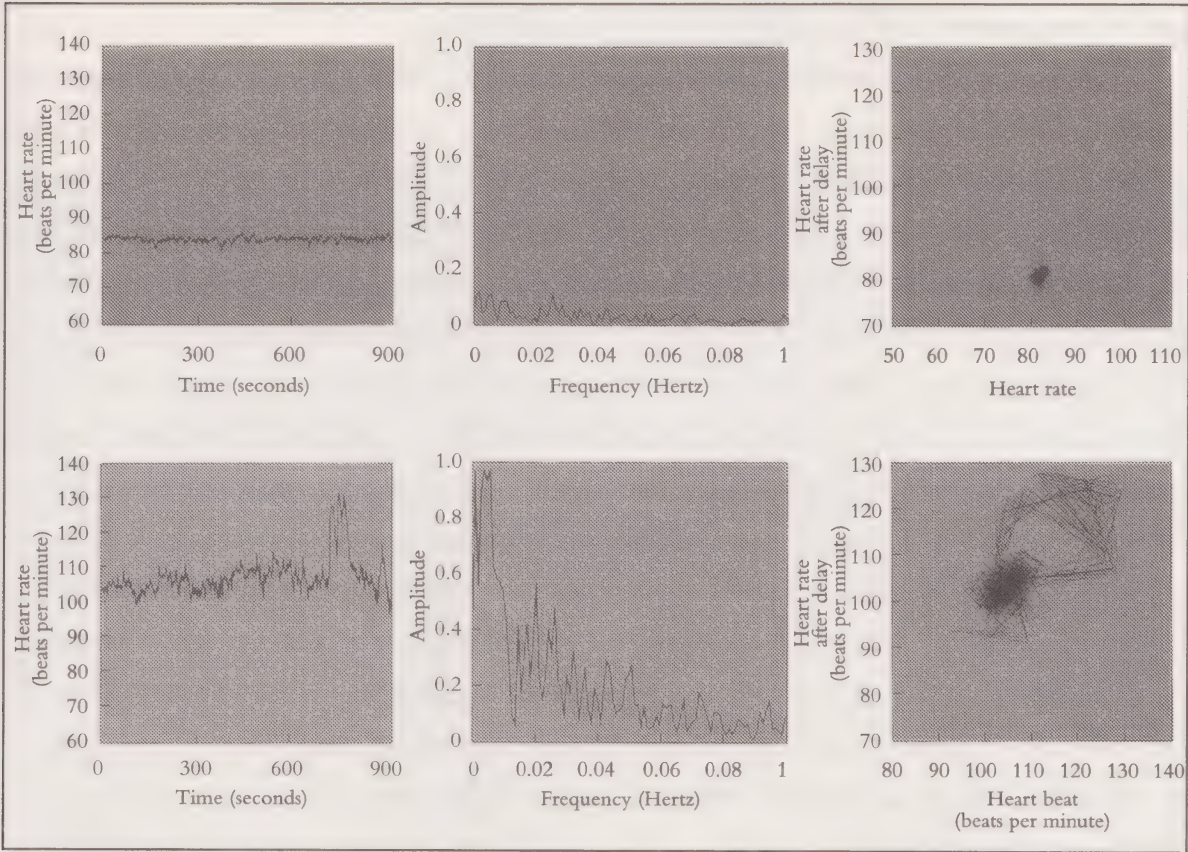 140
130
120
110
100
90
80
70
60
Heart rate
(beats per minute)
0 300 600 900
Time (seconds)
1.0
0.8
0.6
0.4
0.2
0
Amplitude
0 0.02 0.04 0.06 0.08 1
Frequency (Hertz)
130
120
110
100
90
80
70
Heart rate
after delay
(beats per minute)
50 60 70 80 90 100 110
Heart rate
140
130
120
110
100
90
80
70
60
Heart rate
(beats per minute)
0 300 600 900
Time (seconds)
1.0
0.8
0.6
0.4
0.2
0
Amplitude
0 0.02 0.04 0.06 0.08 1
Frequency (Hertz)
130
120
110
100
90
80
70
Heart rate
after delay
(beats per minute)
80 90 100 110 120 130 140
Heart beat
(beats per minute)